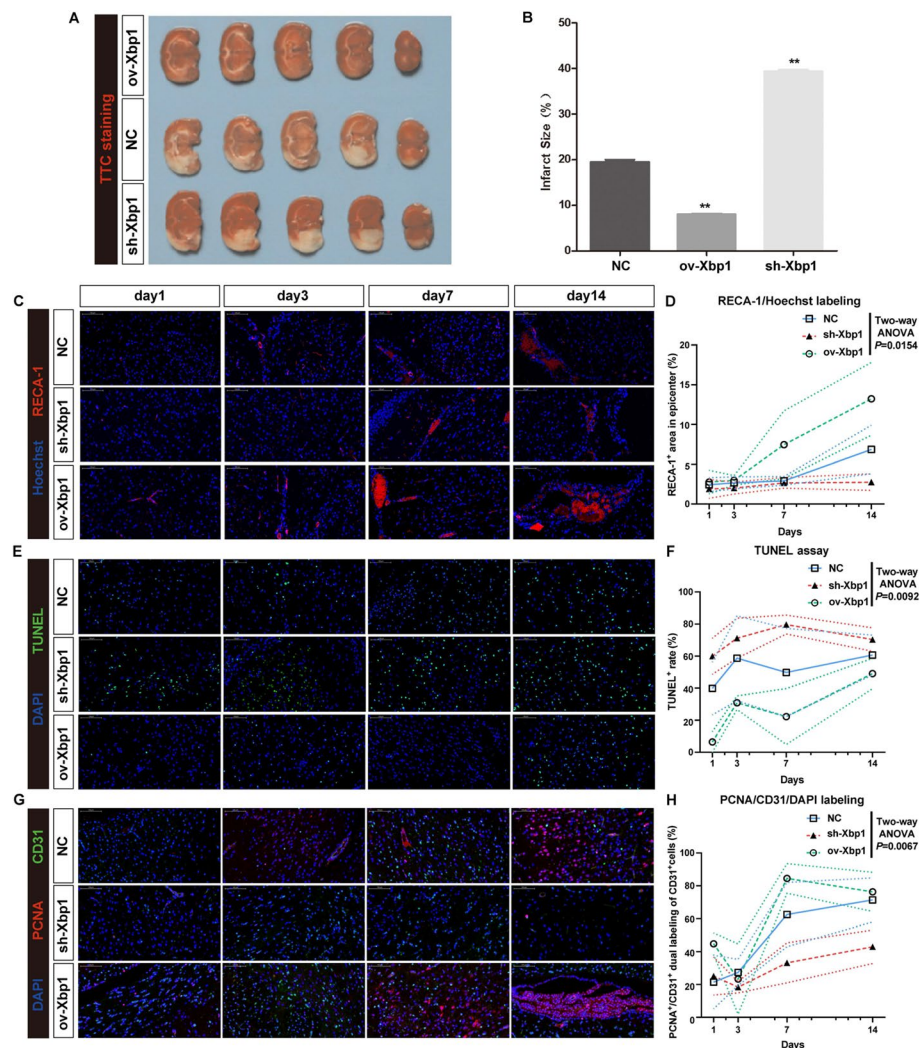 A
TTC staining
ov-Xbp1
NC
sh-Xbp1
B
Infarct Size (%)
50
40
30
20
10
0
**
**
NC ov-Xbp1 sh-Xbp1
C
day1 day3 day7 day14
Hoechst RECA-1
NC
sh-Xbp1
ov-Xbp1
D
RECA-1/Hoechst labeling
NC
sh-Xbp1
ov-Xbp1
Two-way
ANOVA
P=0.0154
RECA-1+ area in epicenter (%)
20
15
10
5
0
1 3 7 14
Days
E
DAPI TUNEL
NC
sh-Xbp1
ov-Xbp1
F
TUNEL assay
NC
sh-Xbp1
ov-Xbp1
Two-way
ANOVA
P=0.0092
TUNEL+ rate (%)
100
80
60
40
20
0
1 3 7 14
Days
G
DAPI PCNA CD31
NC
sh-Xbp1
ov-Xbp1
H
PCNA/CD31/DAPI labeling
NC
sh-Xbp1
ov-Xbp1
Two-way
ANOVA
P=0.0067
PCNA+/CD31+ dual labeling of CD31+cells (%)
100
80
60
40
20
0
1 3 7 14
Days